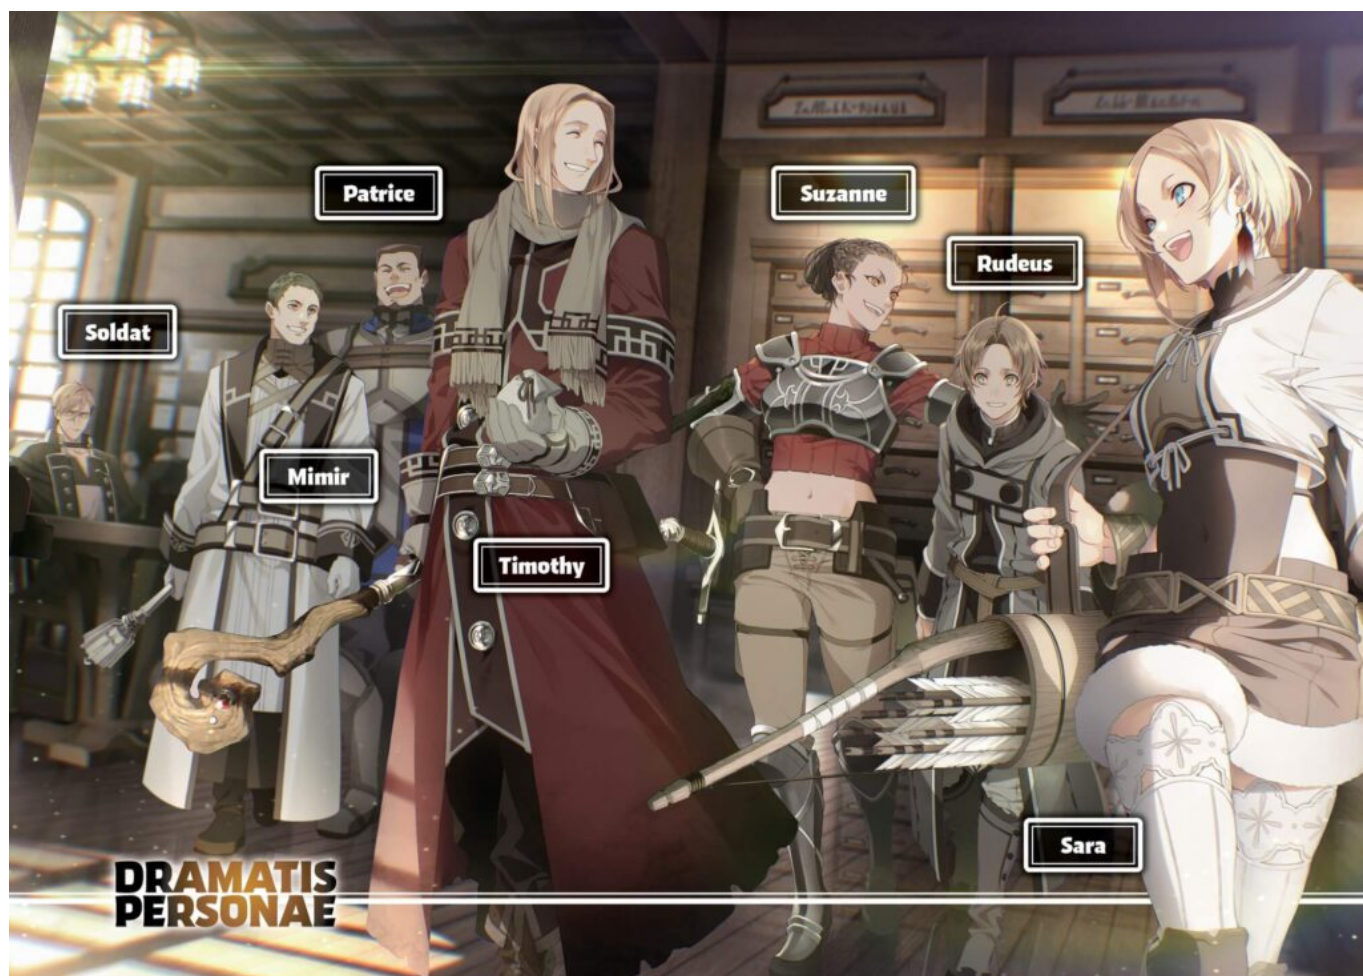 Patrice
Suzanne
Rudeus
Soldat
Mimir
Timothy
Sara
DRAMATIS
PERSONAE